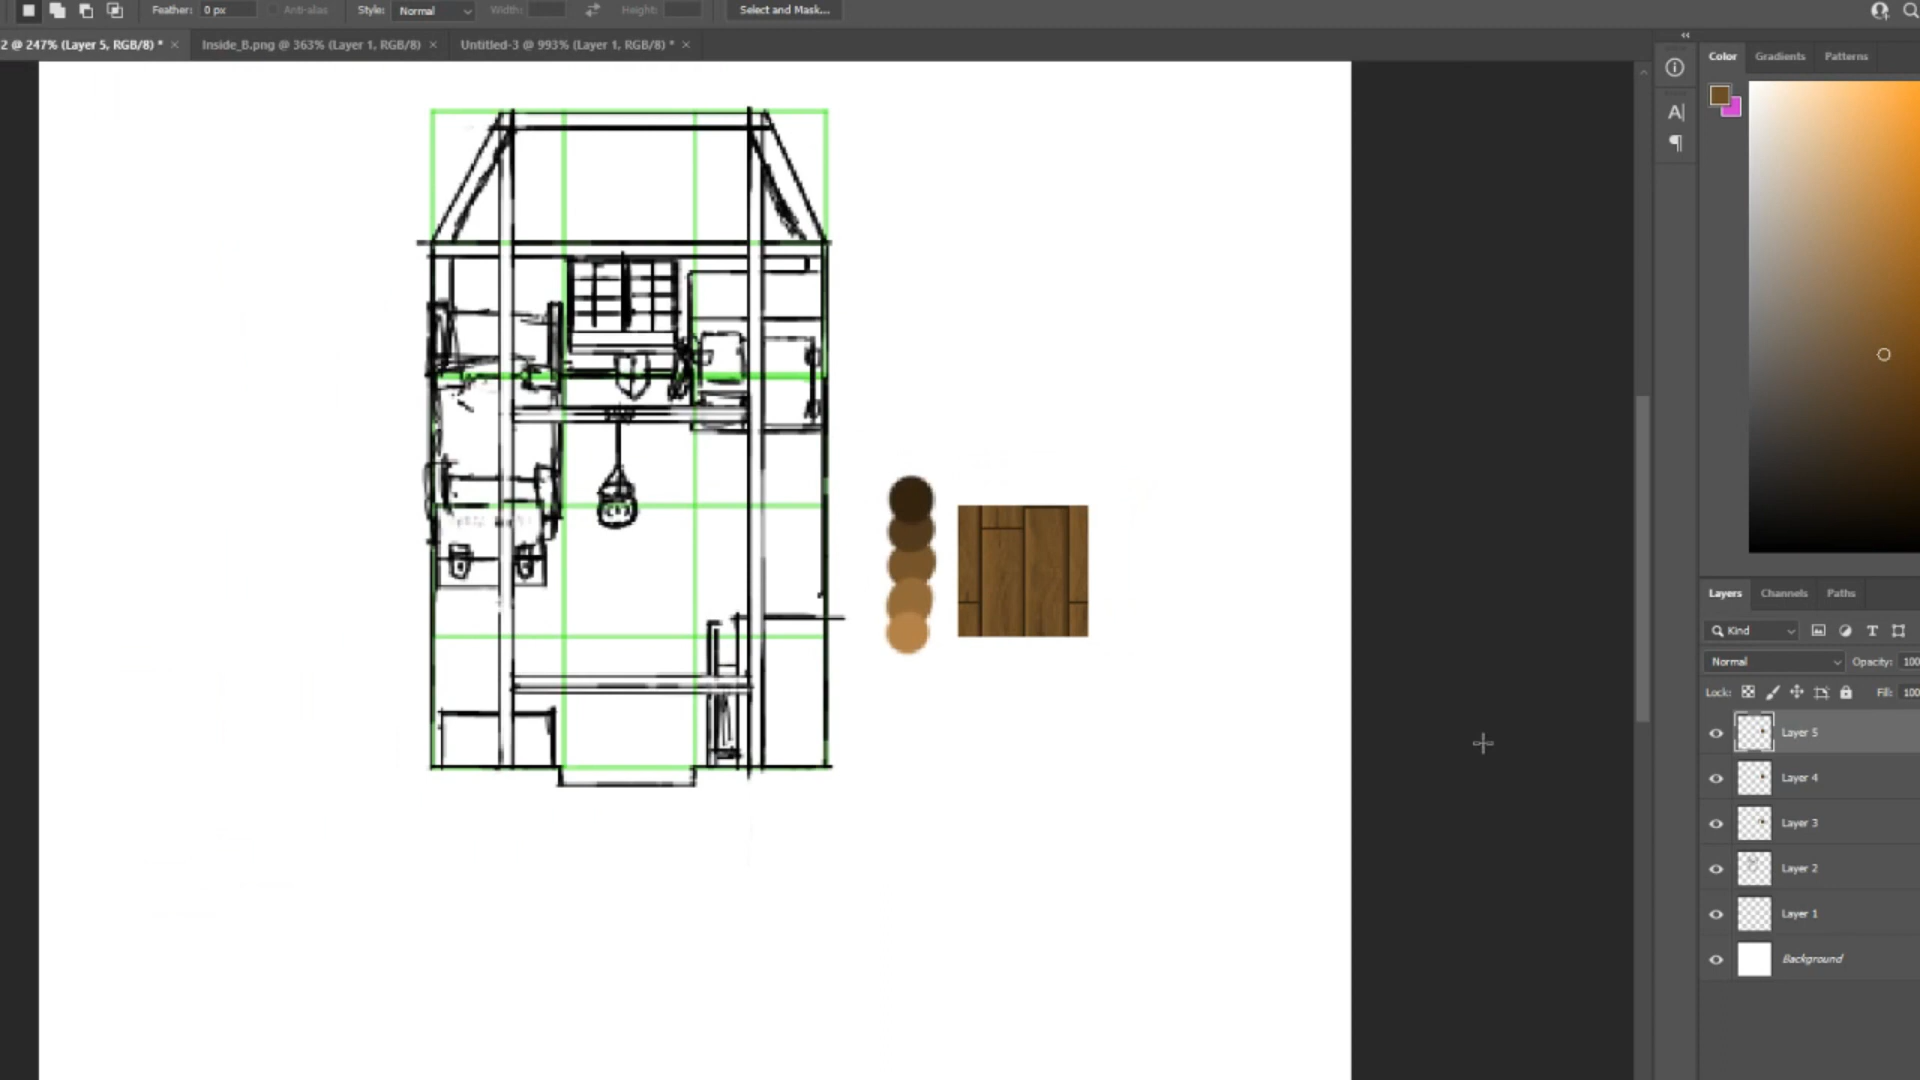 Feather: 0 px Anti-alias Style: Normal Width: Height: Select and Mask...
2 @ 247% (Layer 5, RGB/8) * × Inside_B.png @ 363% (Layer 1, RGB/8) × Untitled-3 @ 993% (Layer 1, RGB/8) * ×
Color Gradients Patterns
Layers Channels Paths
Kind
Normal Opacity: 100
Lock: Fill: 100
Layer 5
Layer 4
Layer 3
Layer 2
Layer 1
Background